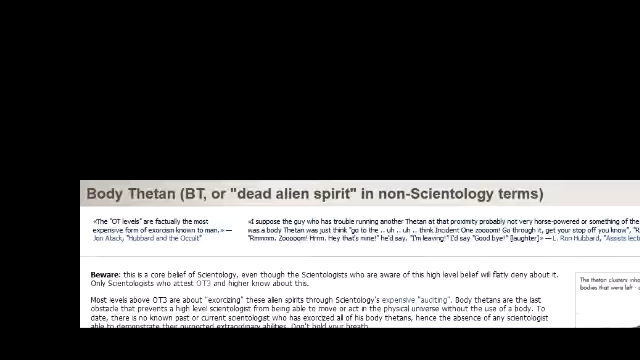 Body Thetan (BT, or "dead alien spirit" in non-Scientology terms)
«The "OT levels" are factually the most
expensive form of exorcism known to man.» —
Jon Atack, "Hubbard and the Occult"
«I suppose the guy who has trouble running another Thetan at that proximity probably not very horse-powered or something of the
was a body Thetan was just think "go to the .. uh .. uh .. think Incident One zooooom! Go through it, get your stop off you know",
"Rmmmm. Zoooom! Hrm. Hey that's mine!" he'd say, "I'm leaving!" I'd say "Good bye!" [laughter]» — L. Ron Hubbard, "Assists
Beware: this is a core belief of Scientology, even though the Scientologists who are aware of this high level belief will flatly deny about it.
Only Scientologists who attest OT3 and higher know about this.
The thetan clusters
bodies that were left
Most levels above OT3 are about "exorcizing" these alien spirits through Scientology's expensive "auditing". Body thetans are the last
obstacle that prevents a high level scientologist from being able to move or act in the physical universe without the use of a body. To
date, there is no known past or current scientologist who has exorcized all of his body thetans, hence the absence of any scientologist
able to demonstrate their purported extraordinary abilities. Don't hold your breath.